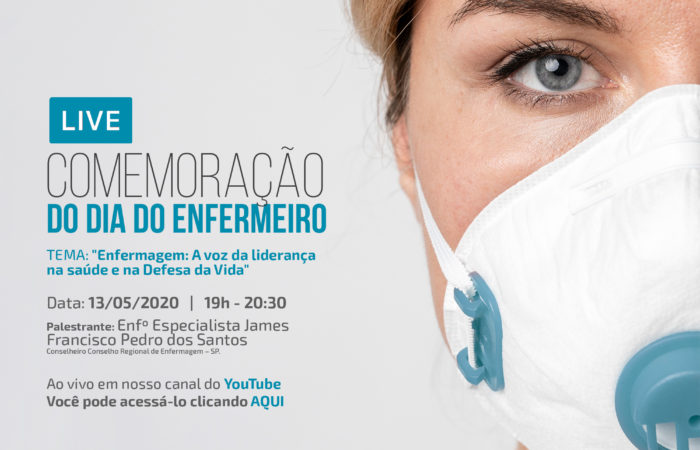 LIVE
COMEMORAÇÃO
DO DIA DO ENFERMEIRO
TEMA: "Enfermagem: A voz da liderança
na saúde e na Defesa da Vida"
Data: 13/05/2020 | 19h - 20:30
Palestrante: Enfº Especialista James
Francisco Pedro dos Santos
Conselheiro Conselho Regional de Enfermagem – SP.
Ao vivo em nosso canal do YouTube
Você pode acessá-lo clicando AQUI